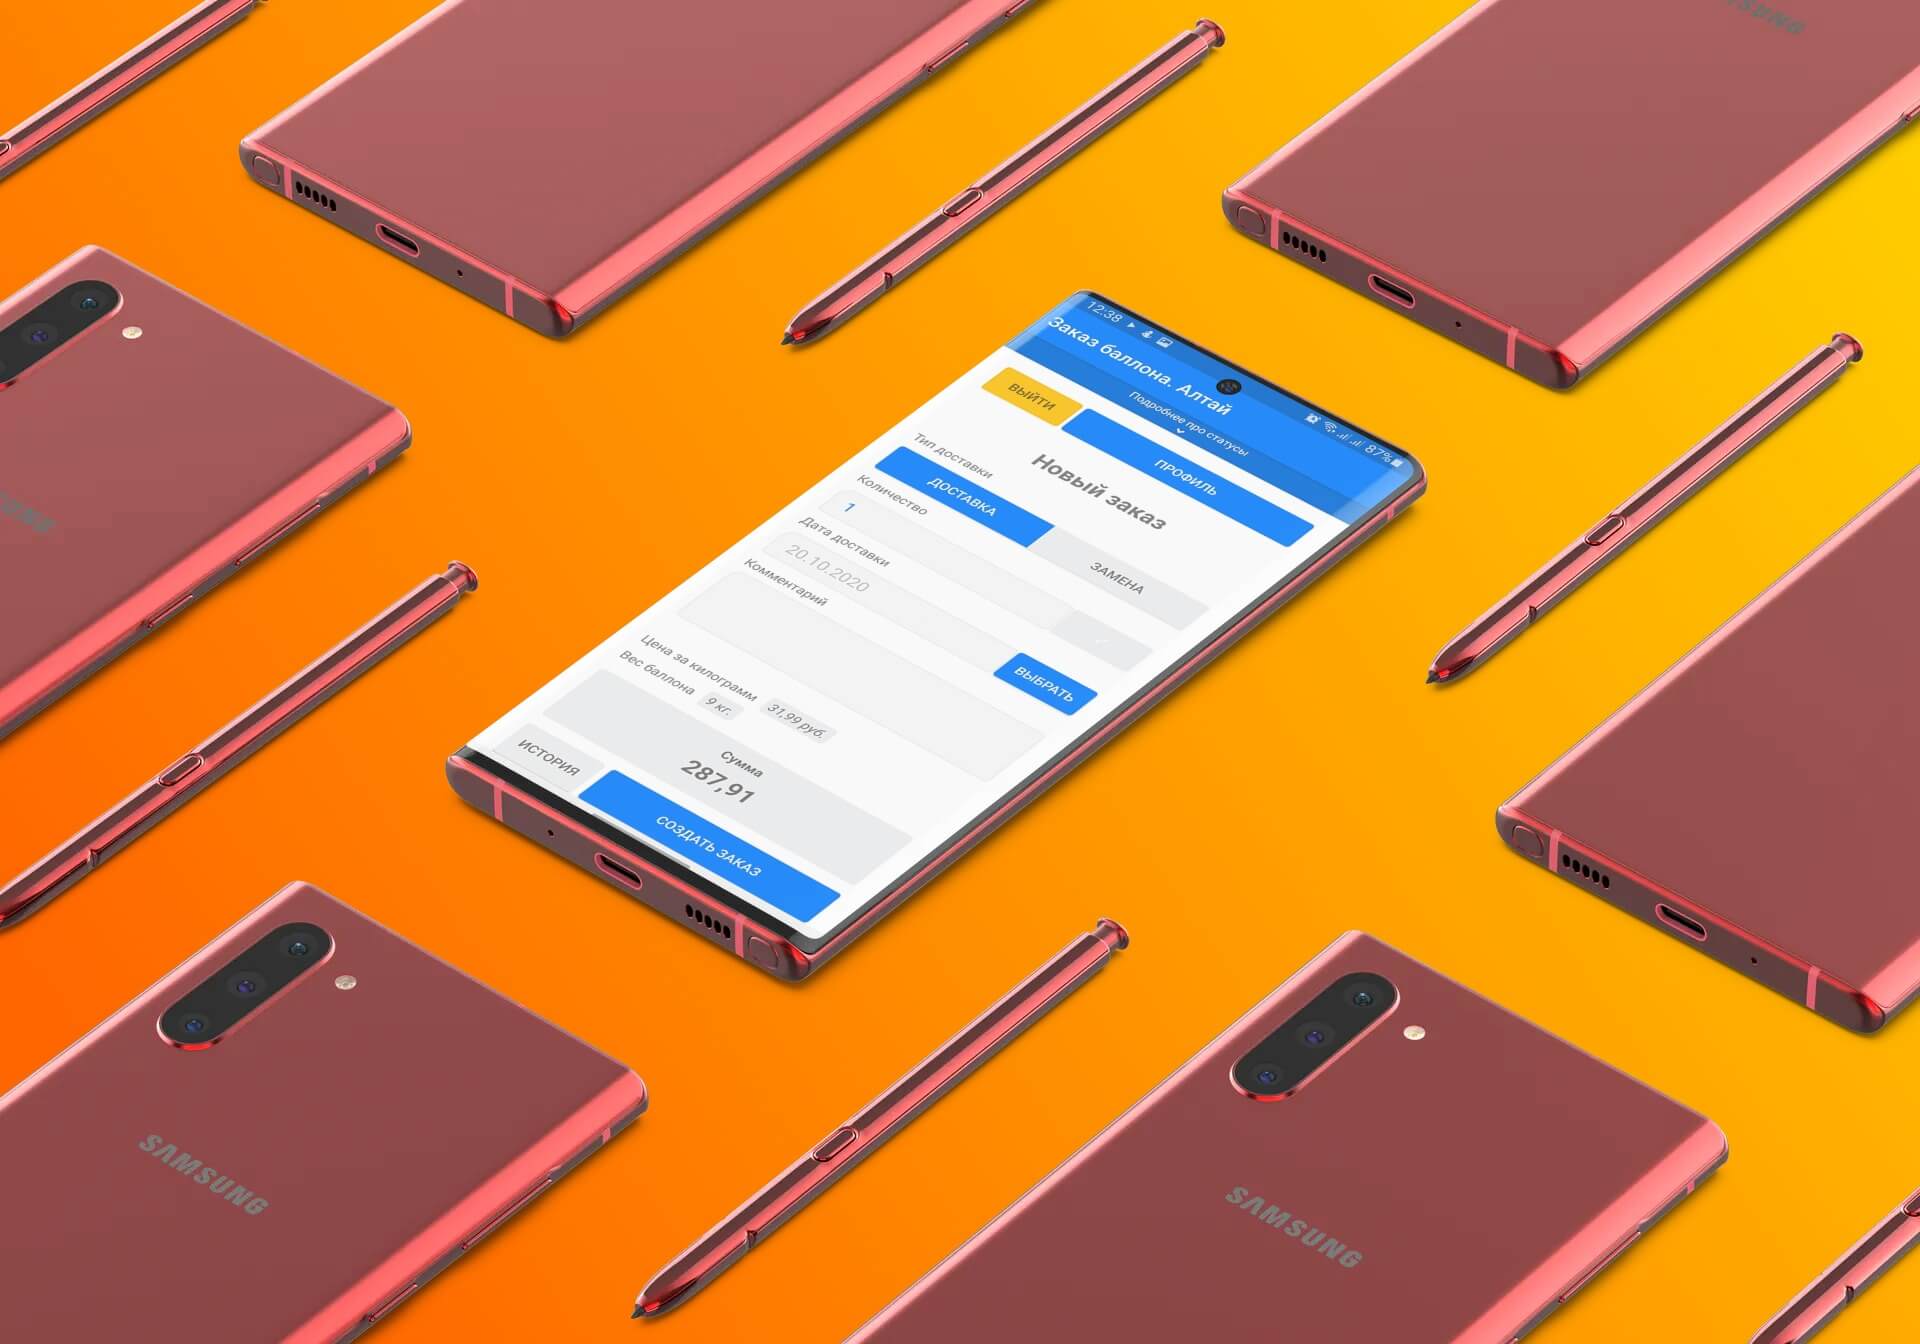 12:38
87%
Заказ баллона. Алтай
Подробнее про статусы
ВЫЙТИ
ПРОФИЛЬ
Новый заказ
Тип доставки
ДОСТАВКА
ЗАМЕНА
Количество
1
Дата доставки
20.10.2020
ВЫБРАТЬ
Комментарий
Цена за килограмм
31,99 руб.
Вес баллона
9 кг.
Сумма
287,91
ИСТОРИЯ
СОЗДАТЬ ЗАКАЗ
SAMSUNG
SAMSUNG